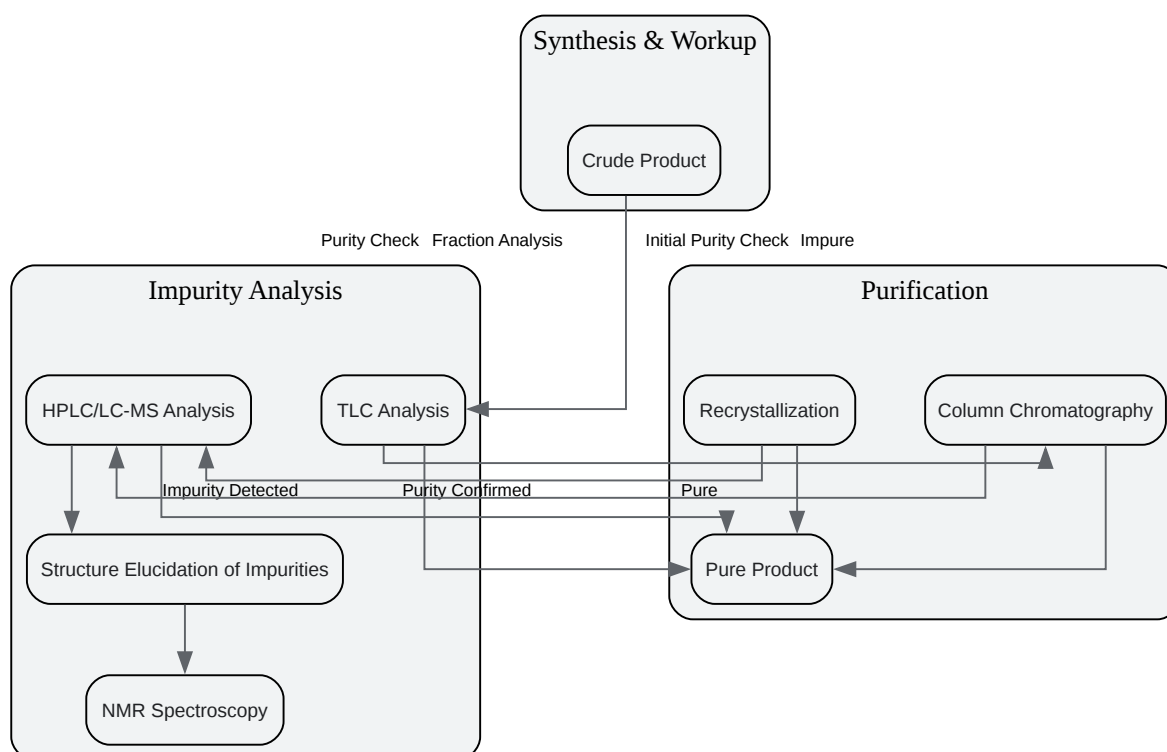 Synthesis & Workup
Crude Product
Purity Check Fraction Analysis Initial Purity Check Impure
Impurity Analysis
Purification
HPLC/LC-MS Analysis
TLC Analysis
Recrystallization
Column Chromatography
Impurity Detected
Purity Confirmed
Pure
Structure Elucidation of Impurities
Pure Product
NMR Spectroscopy